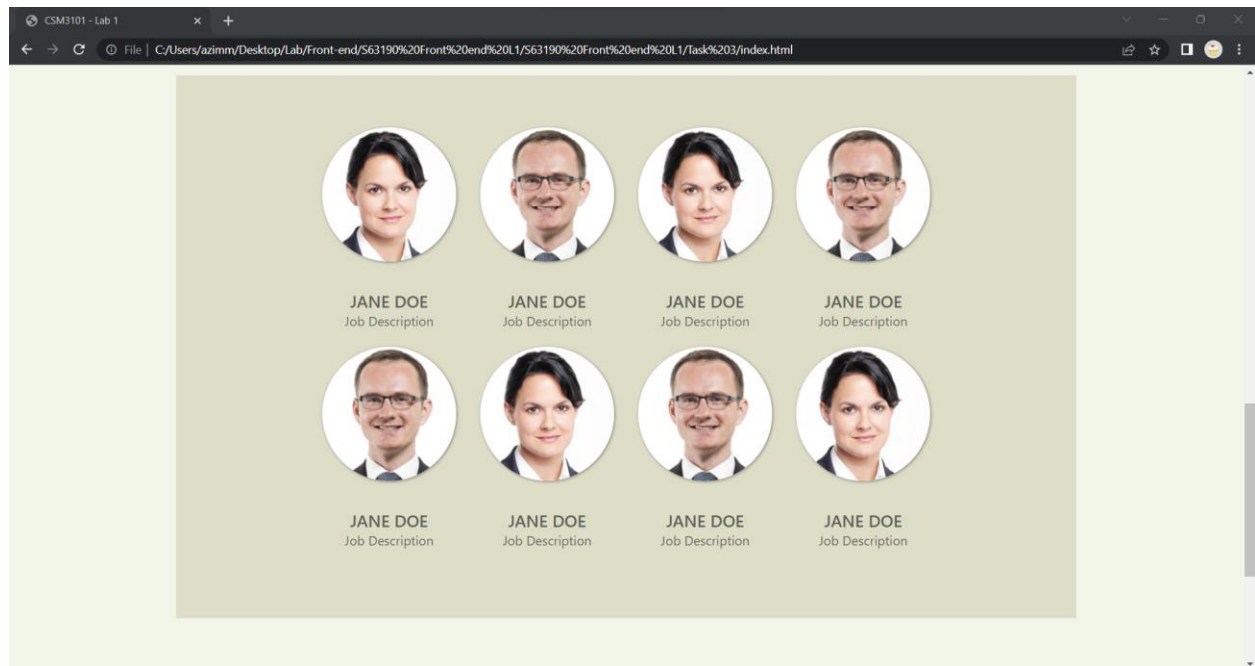 CSM3101 - Lab 1
File | C:/Users/azimm/Desktop/Lab/Front-end/S63190%20Front%20end%20L1/S63190%20Front%20end%20L1/Task%203/index.html
JANE DOE JANE DOE JANE DOE JANE DOE
Job Description Job Description Job Description Job Description
JANE DOE JANE DOE JANE DOE JANE DOE
Job Description Job Description Job Description Job Description